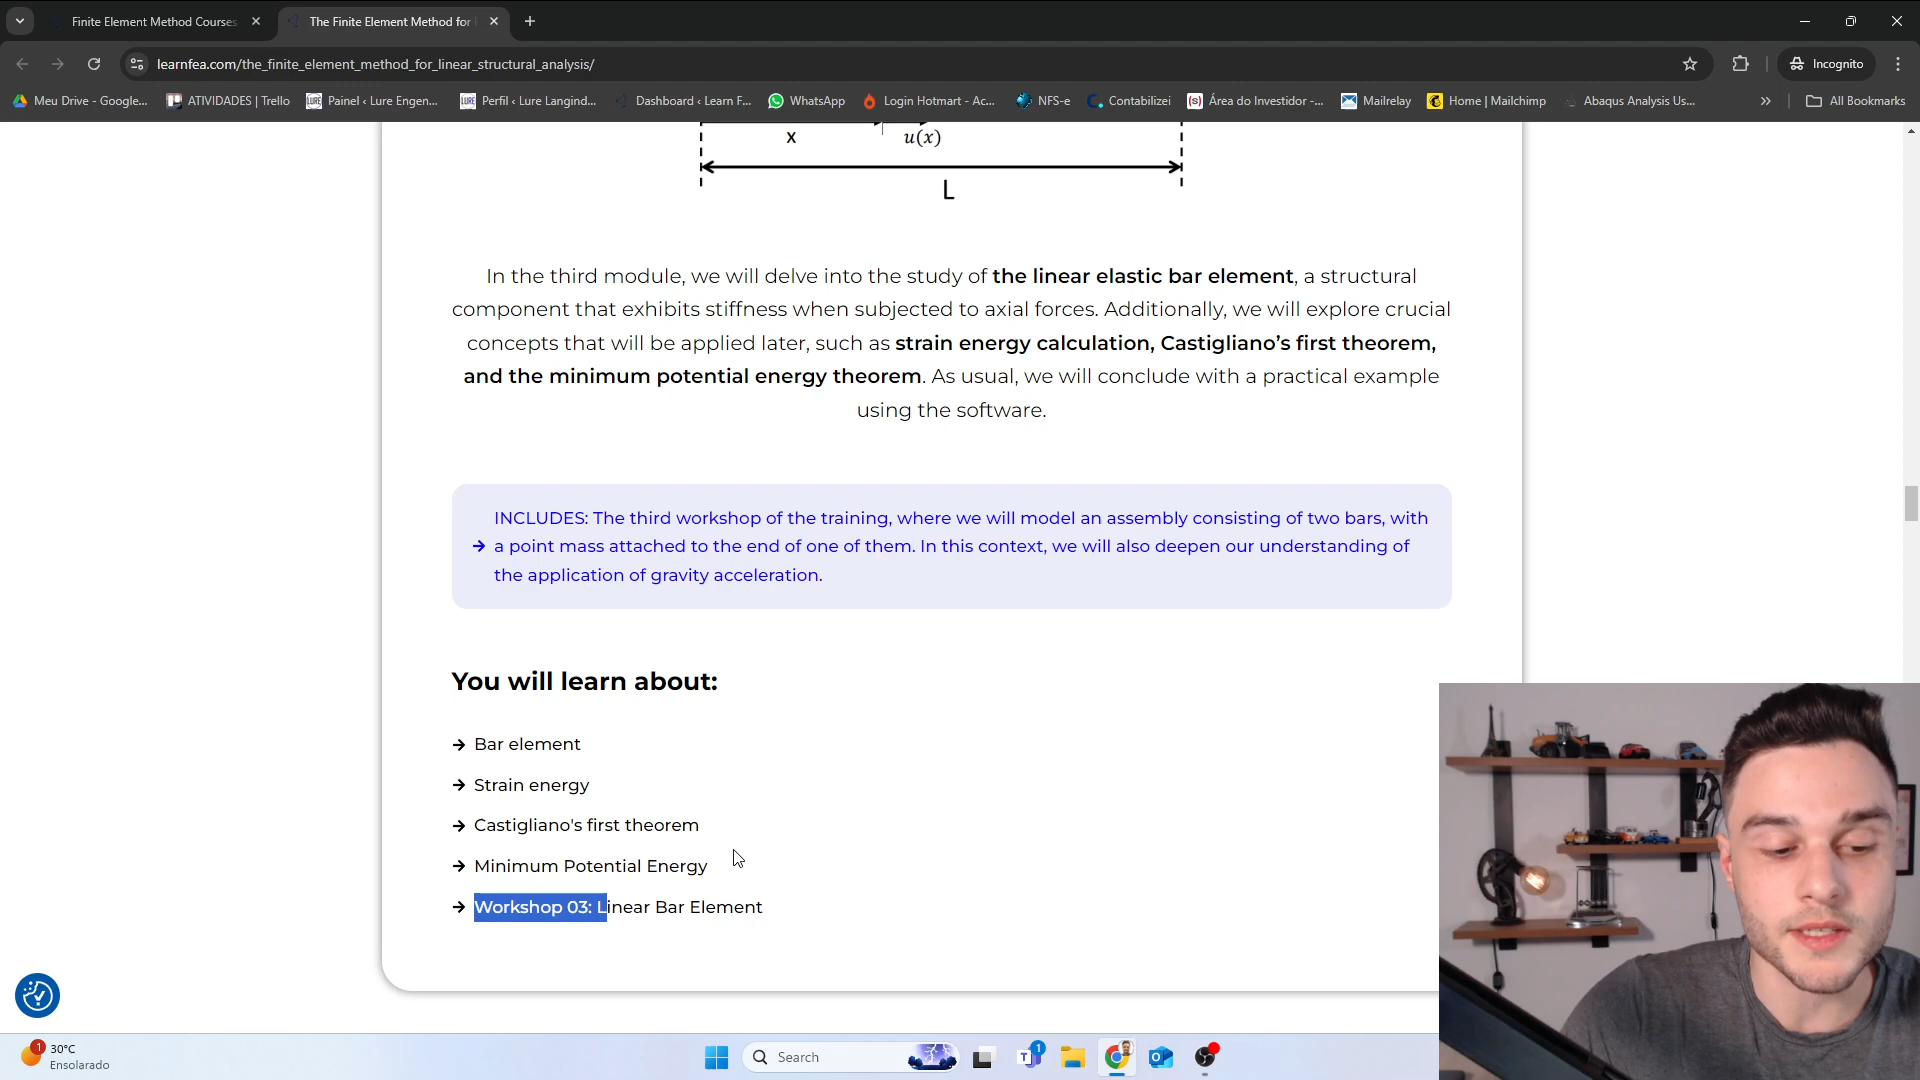 Finite Element Method Courses
The Finite Element Method for
learnfea.com/the_finite_element_method_for_linear_structural_analysis/
Incognito
Meu Drive - Google...
ATIVIDADES | Trello
Painel ‹ Lure Engen...
Perfil ‹ Lure Langind...
Dashboard ‹ Learn F...
WhatsApp
Login Hotmart - Ac...
NFS-e
Contabilizei
Área do Investidor -...
Mailrelay
Home | Mailchimp
Abaqus Analysis Us...
All Bookmarks
x
u(x)
L
In the third module, we will delve into the study of the linear elastic bar element, a structural
component that exhibits stiffness when subjected to axial forces. Additionally, we will explore crucial
concepts that will be applied later, such as strain energy calculation, Castigliano's first theorem,
and the minimum potential energy theorem. As usual, we will conclude with a practical example
using the software.
INCLUDES: The third workshop of the training, where we will model an assembly consisting of two bars, with
a point mass attached to the end of one of them. In this context, we will also deepen our understanding of
the application of gravity acceleration.
You will learn about:
Bar element
Strain energy
Castigliano's first theorem
Minimum Potential Energy
Workshop 03: Linear Bar Element
1
30°C
Ensolarado
Search
1